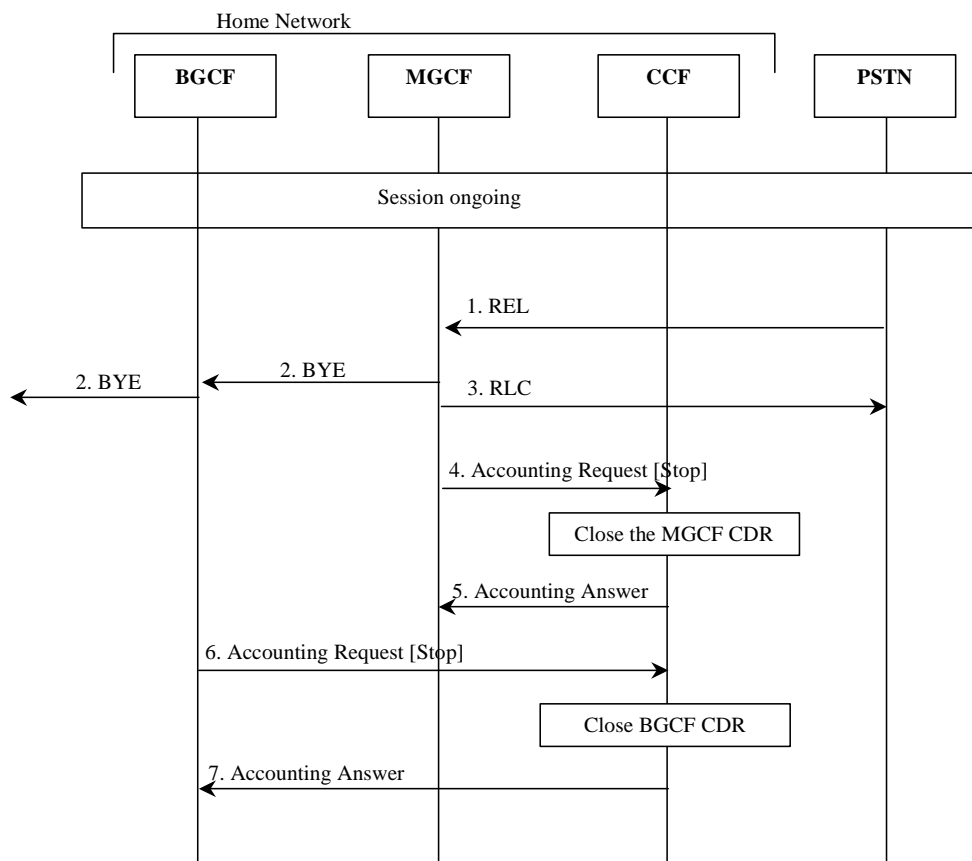 Home Network
BGCF
MGCF
CCF
PSTN
Session ongoing
1. REL
2. BYE
2. BYE
3. RLC
4. Accounting Request [Stop]
Close the MGCF CDR
5. Accounting Answer
6. Accounting Request [Stop]
Close BGCF CDR
7. Accounting Answer